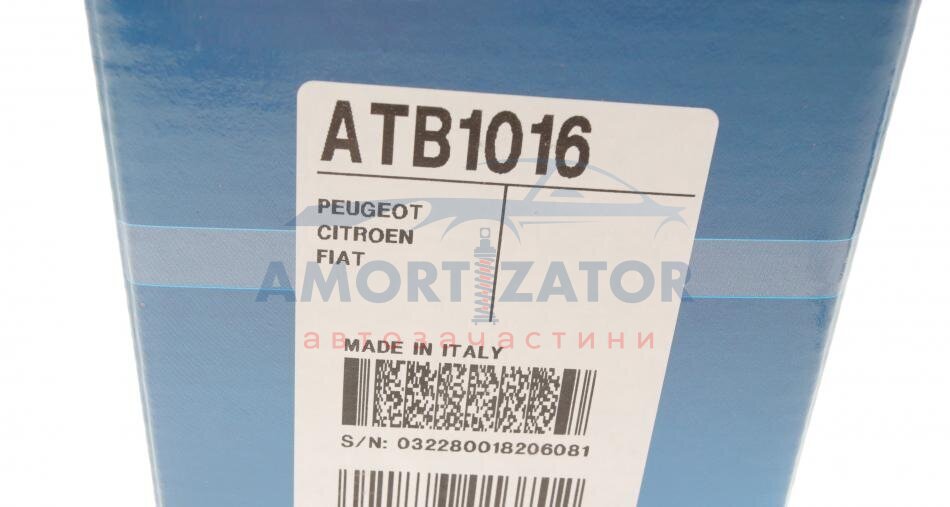 ATB1016
PEUGEOT
CITROEN
FIAT
AMORTIZATOR
автозапчастини
MADE IN ITALY
S/N: 032280018206081